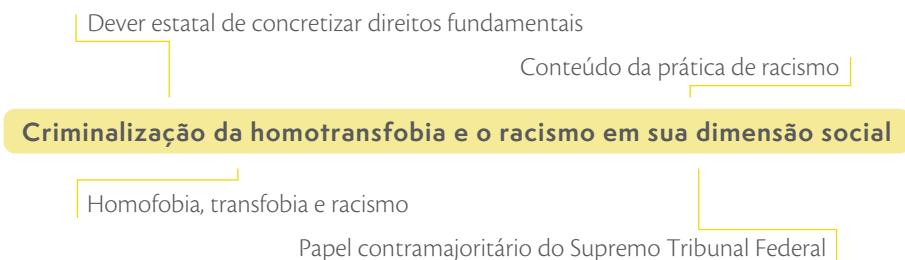 Dever estatal de concretizar direitos fundamentais
Conteúdo da prática de racismo
Criminalização da homotransfobia e o racismo em sua dimensão social
Homofobia, transfobia e racismo
Papel contramajoritário do Supremo Tribunal Federal